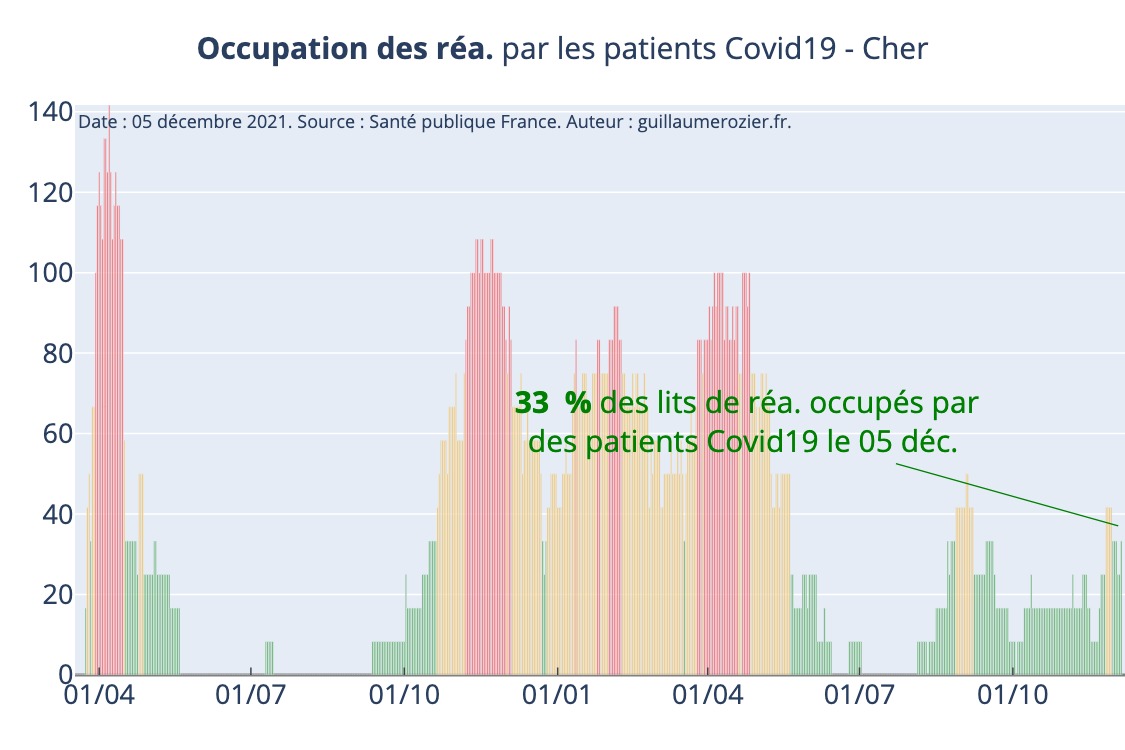 Occupation des réa. par les patients Covid19 - Cher
140
Date : 05 décembre 2021. Source : Santé publique France. Auteur : guillaumerozier.fr.
120
100
80
33  % des lits de réa. occupés par
60
des patients Covid19 le 05 déc.
40
20
0
01/04 01/07 01/10 01/01 01/04 01/07 01/10